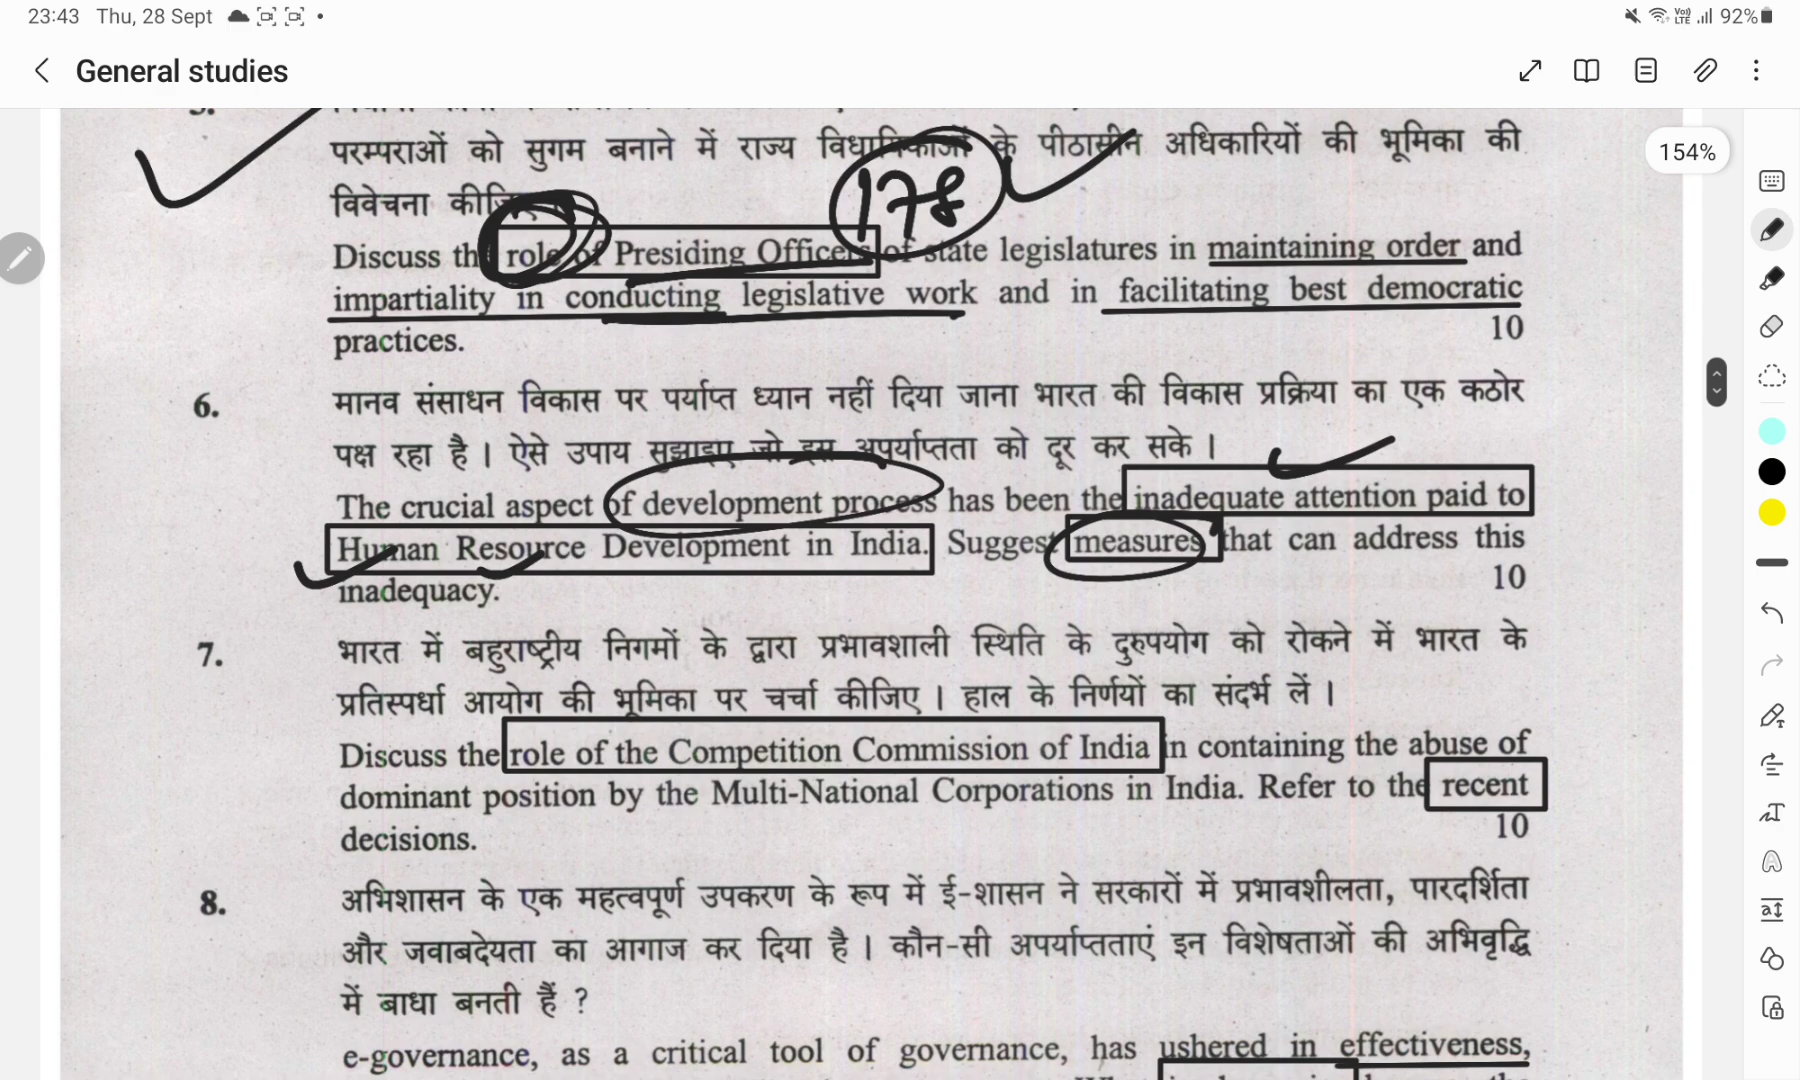 23:43 Thu, 28 Sept
92%
General studies
154%
5.
परम्पराओं को सुगम बनाने में राज्य विधायिकाओं के पीठासीन अधिकारियों की भूमिका की
विवेचना कीजिए
178
Discuss the role of Presiding Officers of state legislatures in maintaining order and
impartiality in conducting legislative work and in facilitating best democratic
practices. 10
6. मानव संसाधन विकास पर पर्याप्त ध्यान नहीं दिया जाना भारत की विकास प्रक्रिया का एक कठोर
पक्ष रहा है । ऐसे उपाय सुझाइए जो इस अपर्याप्तता को दूर कर सके ।
The crucial aspect of development process has been the inadequate attention paid to
Human Resource Development in India. Suggest measures that can address this
inadequacy. 10
7. भारत में बहुराष्ट्रीय निगमों के द्वारा प्रभावशाली स्थिति के दुरुपयोग को रोकने में भारत के
प्रतिस्पर्धा आयोग की भूमिका पर चर्चा कीजिए । हाल के निर्णयों का संदर्भ लें ।
Discuss the role of the Competition Commission of India in containing the abuse of
dominant position by the Multi-National Corporations in India. Refer to the recent
decisions. 10
8. अभिशासन के एक महत्वपूर्ण उपकरण के रूप में ई-शासन ने सरकारों में प्रभावशीलता, पारदर्शिता
और जवाबदेयता का आगाज कर दिया है । कौन-सी अपर्याप्तताएं इन विशेषताओं की अभिवृद्धि
में बाधा बनती हैं ?
e-governance, as a critical tool of governance, has ushered in effectiveness,